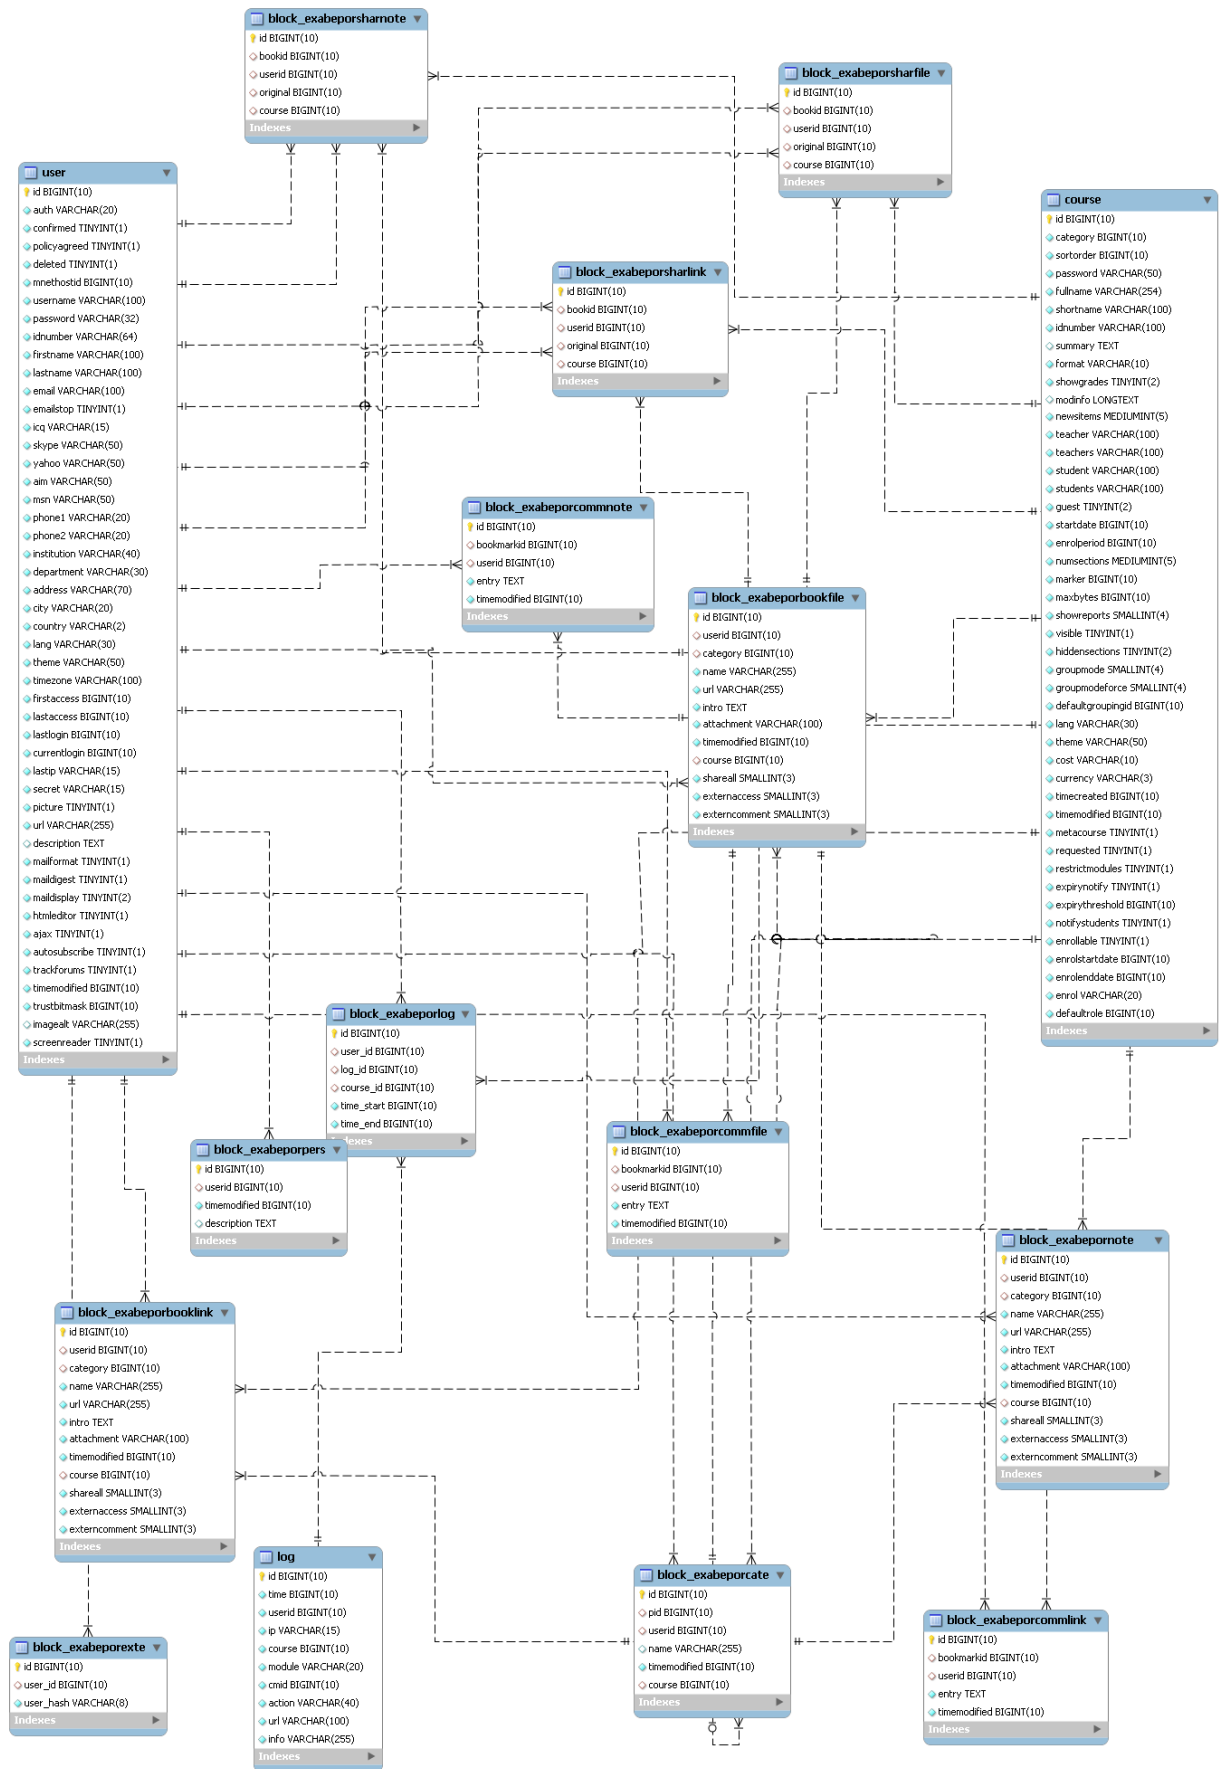 block_exabeporsharnote
id BIGINT(10)
bookid BIGINT(10)
userid BIGINT(10)
original BIGINT(10)
course BIGINT(10)
Indexes
block_exabeporsharfile
id BIGINT(10)
bookid BIGINT(10)
userid BIGINT(10)
original BIGINT(10)
course BIGINT(10)
Indexes
user
id BIGINT(10)
auth VARCHAR(20)
confirmed TINYINT(1)
policyagreed TINYINT(1)
deleted TINYINT(1)
mnethostid BIGINT(10)
username VARCHAR(100)
password VARCHAR(32)
idnumber VARCHAR(64)
firstname VARCHAR(100)
lastname VARCHAR(100)
email VARCHAR(100)
emailstop TINYINT(1)
icq VARCHAR(15)
skype VARCHAR(50)
yahoo VARCHAR(50)
aim VARCHAR(50)
msn VARCHAR(50)
phone1 VARCHAR(20)
phone2 VARCHAR(20)
institution VARCHAR(40)
department VARCHAR(30)
address VARCHAR(70)
city VARCHAR(20)
country VARCHAR(2)
lang VARCHAR(30)
theme VARCHAR(50)
timezone VARCHAR(100)
firstaccess BIGINT(10)
lastaccess BIGINT(10)
lastlogin BIGINT(10)
currentlogin BIGINT(10)
lastip VARCHAR(15)
secret VARCHAR(15)
picture TINYINT(1)
url VARCHAR(255)
description TEXT
mailformat TINYINT(1)
maildigest TINYINT(1)
maildisplay TINYINT(2)
htmleditor TINYINT(1)
ajax TINYINT(1)
autosubscribe TINYINT(1)
trackforums TINYINT(1)
timemodified BIGINT(10)
trustbitmask BIGINT(10)
imagealt VARCHAR(255)
screenreader TINYINT(1)
Indexes
course
id BIGINT(10)
category BIGINT(10)
sortorder BIGINT(10)
password VARCHAR(50)
fullname VARCHAR(254)
shortname VARCHAR(100)
idnumber VARCHAR(100)
summary TEXT
format VARCHAR(10)
showgrades TINYINT(2)
modinfo LONGTEXT
newsitems MEDIUMINT(5)
teacher VARCHAR(100)
teachers VARCHAR(100)
student VARCHAR(100)
students VARCHAR(100)
guest TINYINT(2)
startdate BIGINT(10)
enrolperiod BIGINT(10)
numsections MEDIUMINT(5)
marker BIGINT(10)
maxbytes BIGINT(10)
showreports SMALLINT(4)
visible TINYINT(1)
hiddensections TINYINT(2)
groupmode SMALLINT(4)
groupmodeforce SMALLINT(4)
defaultgroupingid BIGINT(10)
lang VARCHAR(30)
theme VARCHAR(50)
cost VARCHAR(10)
currency VARCHAR(3)
timecreated BIGINT(10)
timemodified BIGINT(10)
metacourse TINYINT(1)
requested TINYINT(1)
restrictmodules TINYINT(1)
expirynotify TINYINT(1)
expirythreshold BIGINT(10)
notifystudents TINYINT(1)
enrollable TINYINT(1)
enrolstartdate BIGINT(10)
enrolenddate BIGINT(10)
enrol VARCHAR(20)
defaultrole BIGINT(10)
Indexes
block_exabeporsharlink
id BIGINT(10)
bookid BIGINT(10)
userid BIGINT(10)
original BIGINT(10)
course BIGINT(10)
Indexes
block_exabeporcommnote
id BIGINT(10)
bookmarkid BIGINT(10)
userid BIGINT(10)
entry TEXT
timemodified BIGINT(10)
Indexes
block_exabeporbookfile
id BIGINT(10)
userid BIGINT(10)
category BIGINT(10)
name VARCHAR(255)
url VARCHAR(255)
intro TEXT
attachment VARCHAR(100)
timemodified BIGINT(10)
course BIGINT(10)
shareall SMALLINT(3)
externaccess SMALLINT(3)
externcomment SMALLINT(3)
Indexes
block_exabeporlog
id BIGINT(10)
user_id BIGINT(10)
log_id BIGINT(10)
course_id BIGINT(10)
time_start BIGINT(10)
time_end BIGINT(10)
Indexes
block_exabeporpers
id BIGINT(10)
userid BIGINT(10)
timemodified BIGINT(10)
description TEXT
Indexes
block_exabeporcommfile
id BIGINT(10)
bookmarkid BIGINT(10)
userid BIGINT(10)
entry TEXT
timemodified BIGINT(10)
Indexes
block_exabepornote
id BIGINT(10)
userid BIGINT(10)
category BIGINT(10)
name VARCHAR(255)
url VARCHAR(255)
intro TEXT
attachment VARCHAR(100)
timemodified BIGINT(10)
course BIGINT(10)
shareall SMALLINT(3)
externaccess SMALLINT(3)
externcomment SMALLINT(3)
Indexes
block_exabeporbooklink
id BIGINT(10)
userid BIGINT(10)
category BIGINT(10)
name VARCHAR(255)
url VARCHAR(255)
intro TEXT
attachment VARCHAR(100)
timemodified BIGINT(10)
course BIGINT(10)
shareall SMALLINT(3)
externaccess SMALLINT(3)
externcomment SMALLINT(3)
Indexes
log
id BIGINT(10)
time BIGINT(10)
userid BIGINT(10)
ip VARCHAR(15)
course BIGINT(10)
module VARCHAR(20)
cmid BIGINT(10)
action VARCHAR(40)
url VARCHAR(100)
info VARCHAR(255)
Indexes
block_exabeporcate
id BIGINT(10)
pid BIGINT(10)
userid BIGINT(10)
name VARCHAR(255)
timemodified BIGINT(10)
course BIGINT(10)
Indexes
block_exabeporcommlink
id BIGINT(10)
bookmarkid BIGINT(10)
userid BIGINT(10)
entry TEXT
timemodified BIGINT(10)
Indexes
block_exabeporexte
id BIGINT(10)
user_id BIGINT(10)
user_hash VARCHAR(8)
Indexes